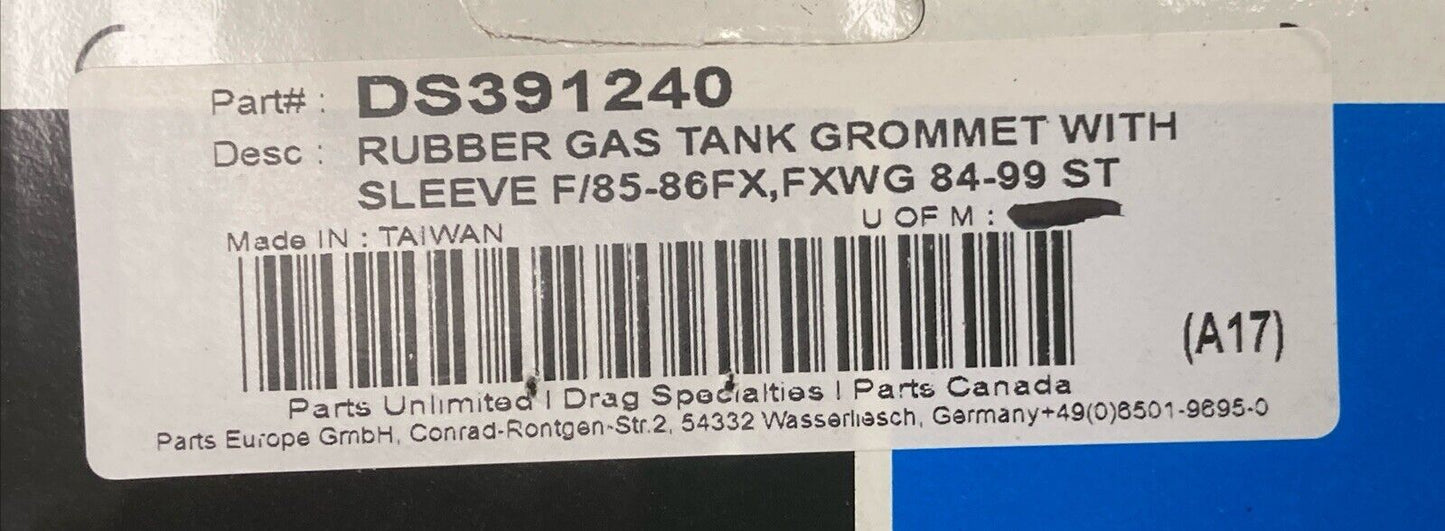 Part# : DS391240
Desc : RUBBER GAS TANK GROMMET WITH
SLEEVE F/85-86FX,FXWG 84-99 ST
Made IN : TAIWAN U OF M :
(A17)
Parts Unlimited | Drag Specialties | Parts Canada
Parts Europe GmbH, Conrad-Rontgen-Str.2, 54332 Wasserliesch, Germany+49(0)6501-9695-0